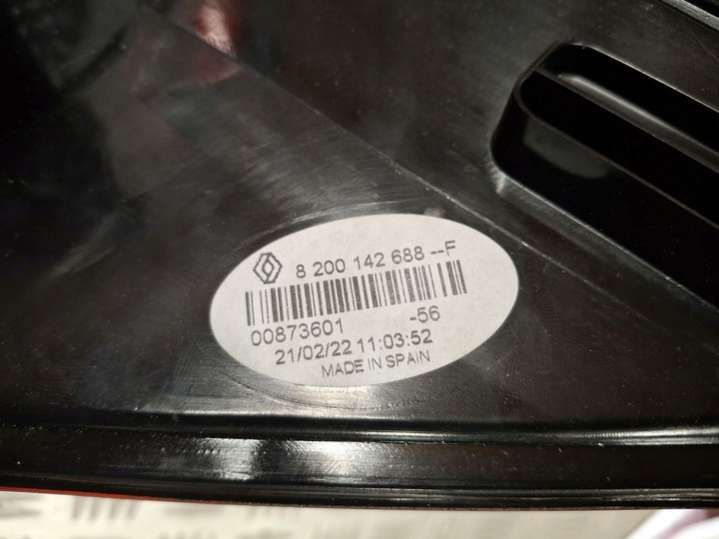 8 200 142 688 --F
00873601 -56
21/02/22 11:03:52
MADE IN SPAIN